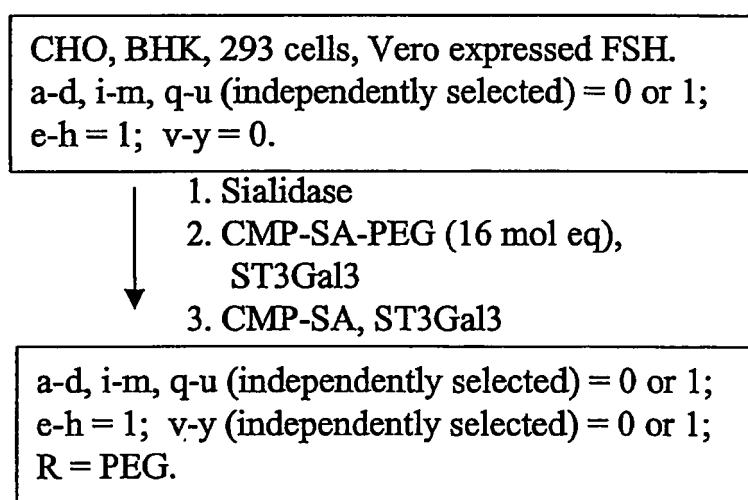 CHO, BHK, 293 cells, Vero expressed FSH.
a-d, i-m, q-u (independently selected) = 0 or 1;
e-h = 1; v-y = 0.
1. Sialidase
2. CMP-SA-PEG (16 mol eq),
ST3Gal3
3. CMP-SA, ST3Gal3
a-d, i-m, q-u (independently selected) = 0 or 1;
e-h = 1; v-y (independently selected) = 0 or 1;
R = PEG.